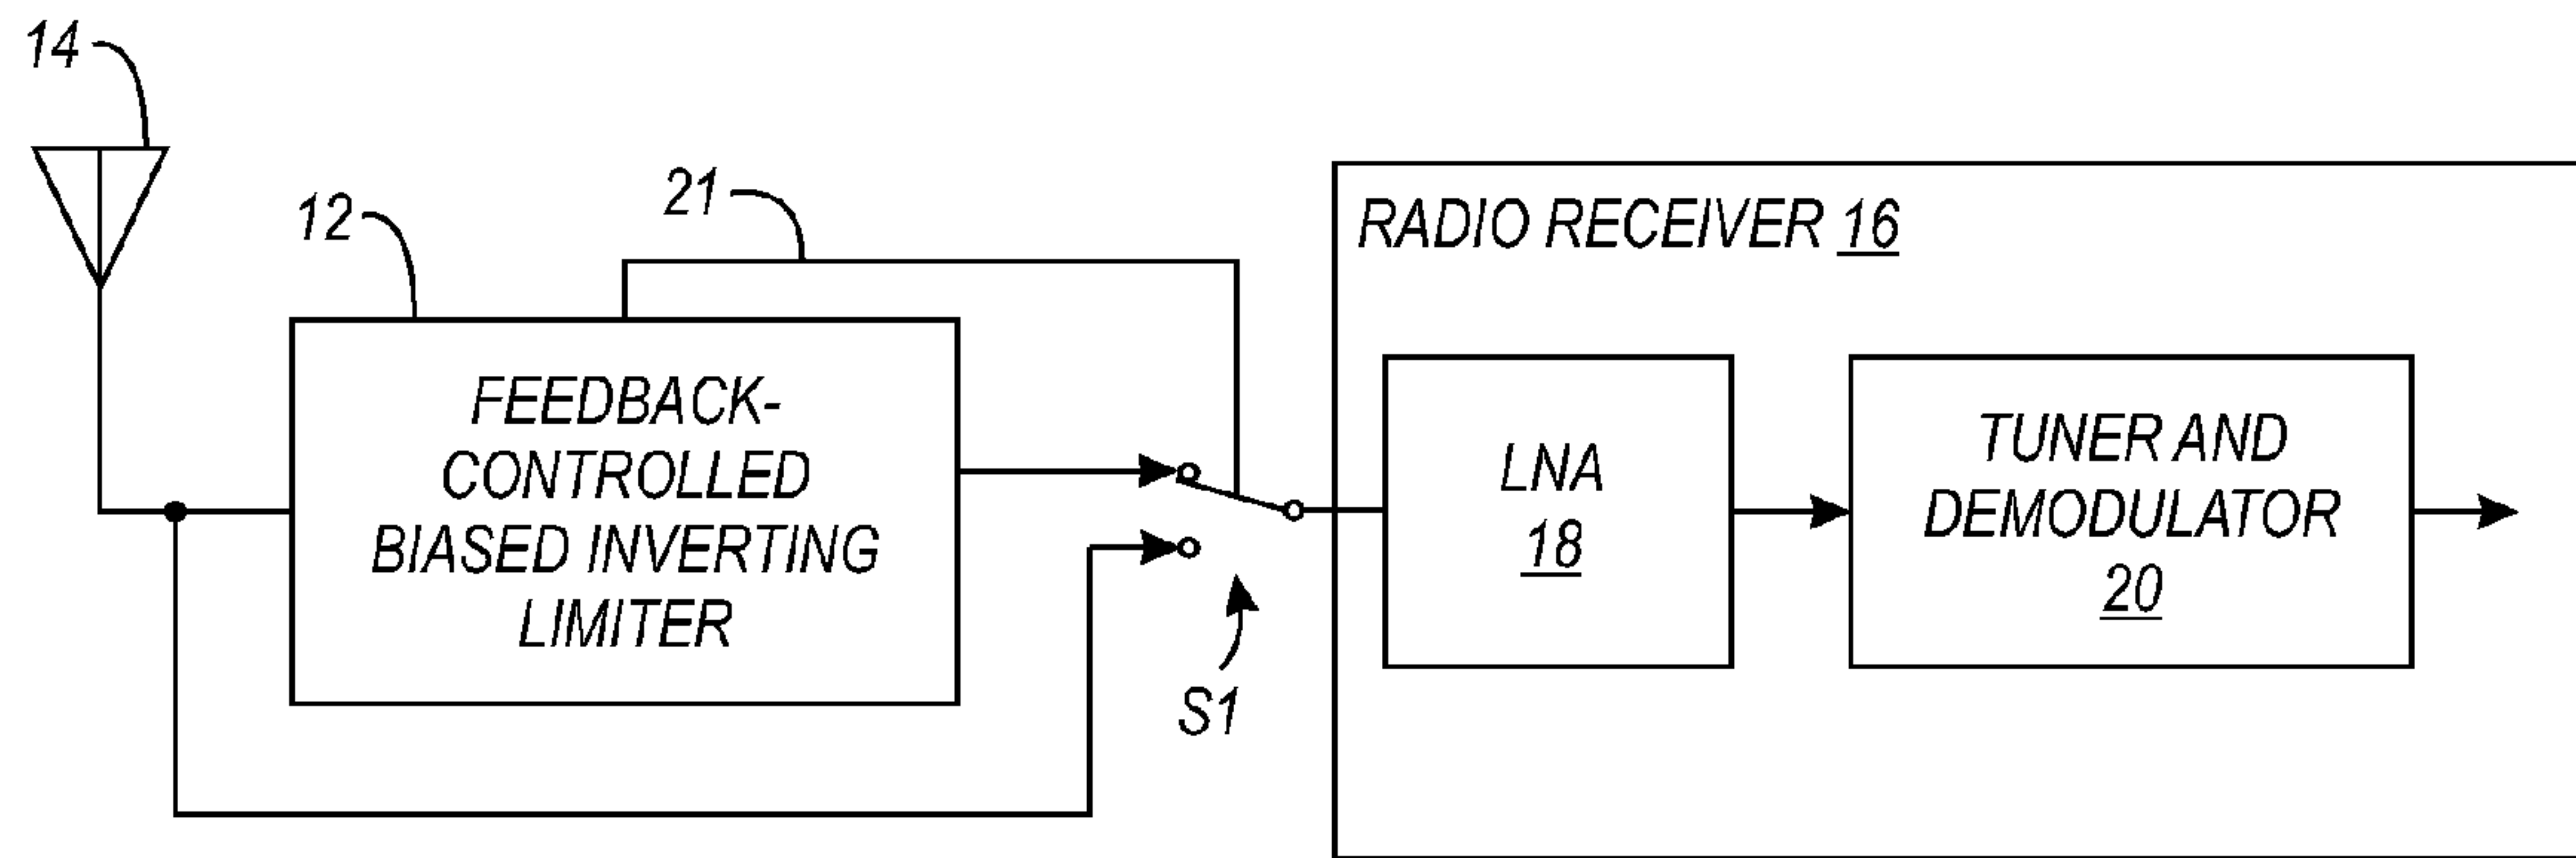 14
12
21
RADIO RECEIVER 16
FEEDBACK-
CONTROLLED
BIASED INVERTING
LIMITER
S1
LNA
18
TUNER AND
DEMODULATOR
20